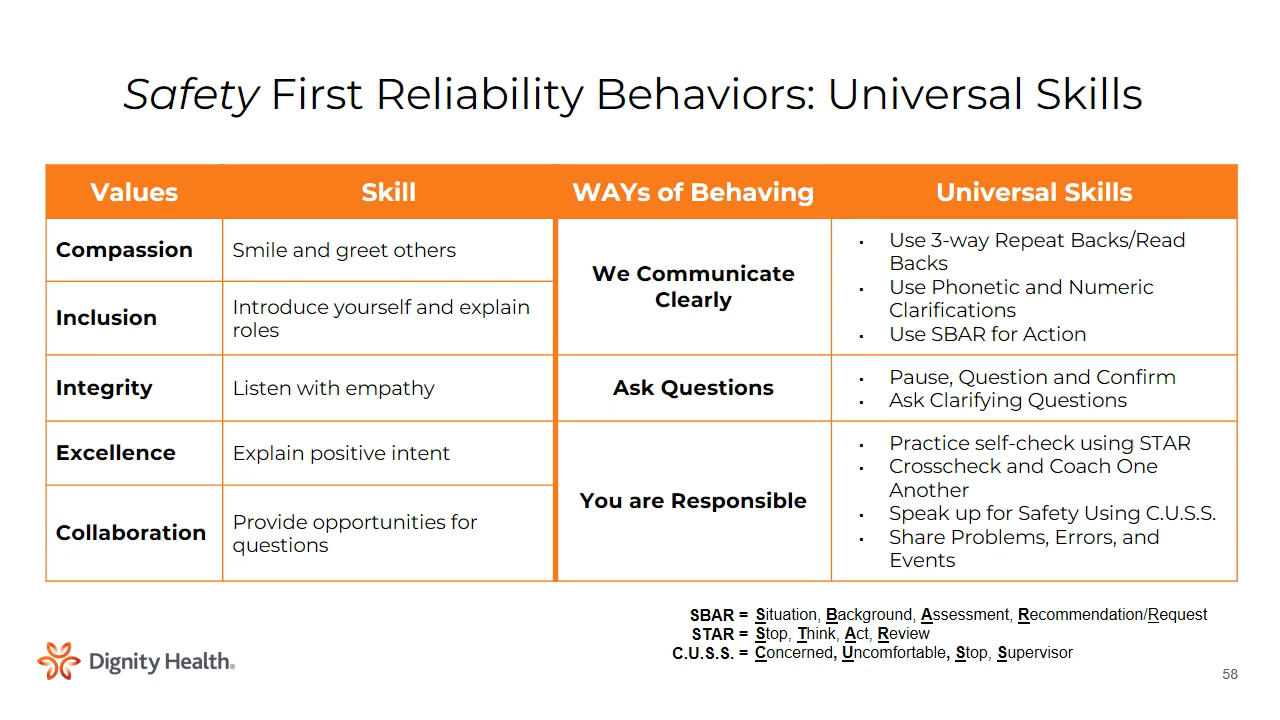 Safety First Reliability Behaviors: Universal Skills
Values
Skill
WAYs of Behaving
Universal Skills
Compassion
Smile and greet others
Inclusion
Introduce yourself and explain
roles
We Communicate
Clearly
▪ Use 3-way Repeat Backs/Read
Backs
▪ Use Phonetic and Numeric
Clarifications
▪ Use SBAR for Action
Integrity
Listen with empathy
Ask Questions
▪ Pause, Question and Confirm
▪ Ask Clarifying Questions
Excellence
Explain positive intent
Collaboration
Provide opportunities for
questions
You are Responsible
▪ Practice self-check using STAR
▪ Crosscheck and Coach One
Another
▪ Speak up for Safety Using C.U.S.S.
▪ Share Problems, Errors, and
Events
SBAR = Situation, Background, Assessment, Recommendation/Request
STAR = Stop, Think, Act, Review
C.U.S.S. = Concerned, Uncomfortable, Stop, Supervisor
Dignity Health®
58